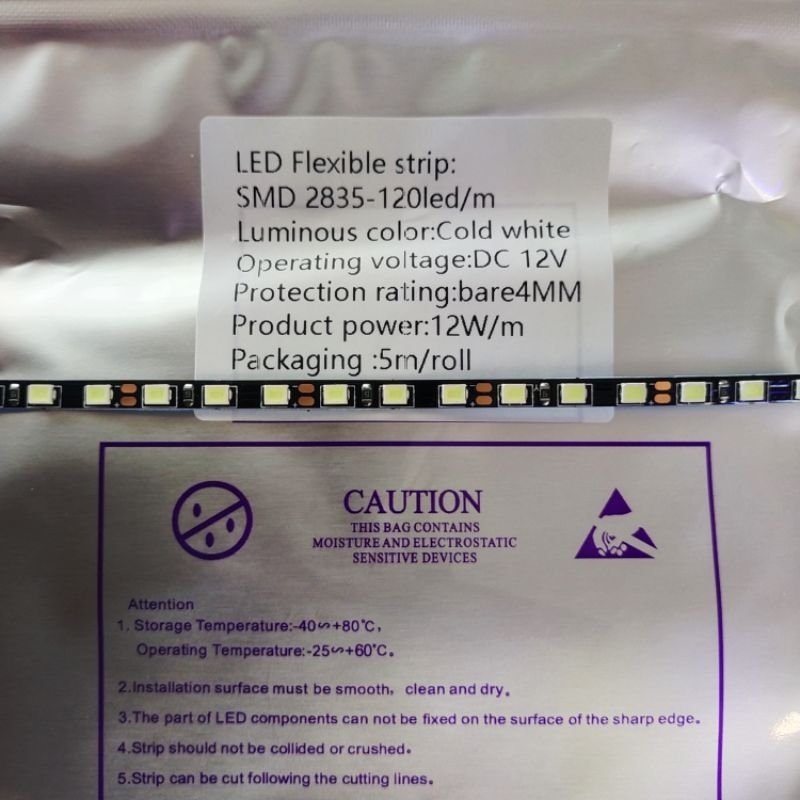 LED Flexible strip:
SMD 2835-120led/m
Luminous color:Cold white
Operating voltage:DC 12V
Protection rating:bare4MM
Product power:12W/m
Packaging :5m/roll
CAUTION
THIS BAG CONTAINS
MOISTURE AND ELECTROSTATIC
SENSITIVE DEVICES
Attention
1. Storage Temperature:-40∽+80℃,
Operating Temperature:-25∽+60℃。
2.Installation surface must be smooth, clean and dry。
3.The part of LED components can not be fixed on the surface of the sharp edge。
4.Strip should not be collided or crushed。
5.Strip can be cut following the cutting lines。